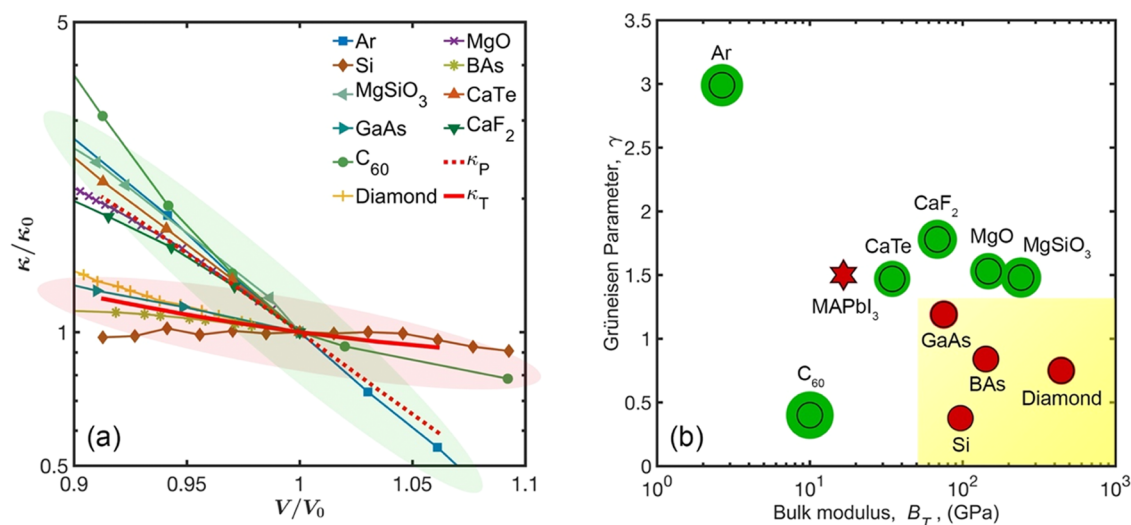 5
1
0.5
κ/κ0
0.9
0.95
1
1.05
1.1
V/V0
(a)
Ar
Si
MgSiO3
GaAs
C60
Diamond
MgO
BAs
CaTe
CaF2
κP
κT
3.5
3
2.5
2
1.5
1
0.5
0
Grüneisen Parameter, γ
Ar
CaF2
CaTe
MgO
MgSiO3
MAPbI3
GaAs
C60
BAs
Diamond
Si
(b)
10^0
10^1
10^2
10^3
Bulk modulus, BT, (GPa)